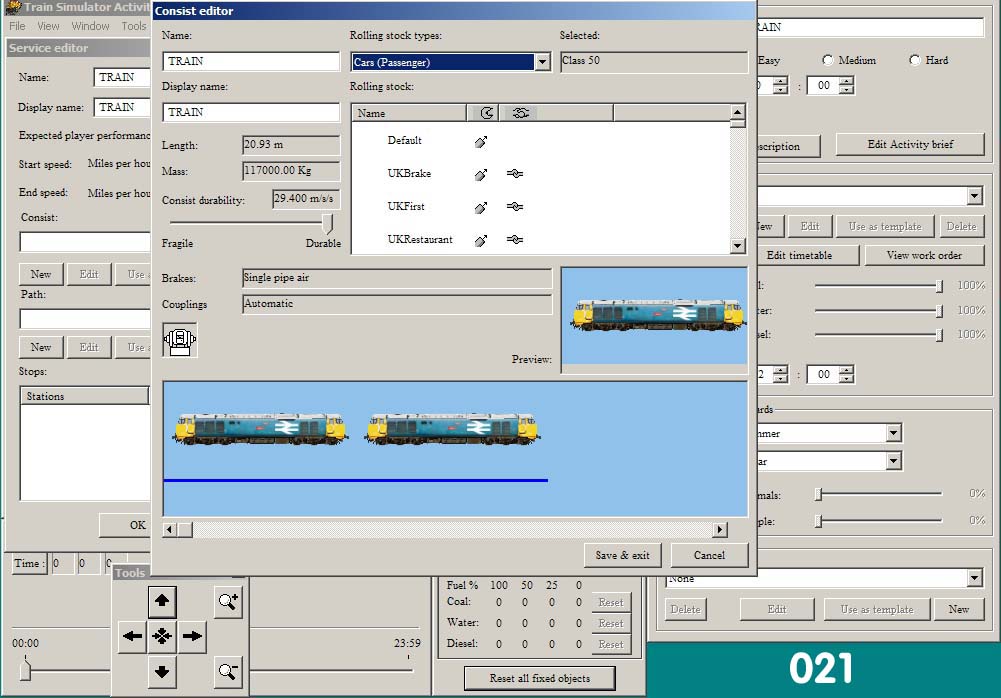 Train Simulator Activi
File View Window Tools
Service editor
Name: TRAIN
Display name: TRAIN
Expected player performanc
Start speed: Miles per hou
End speed: Miles per hou
Consist:
New Edit Use a
Path:
New Edit Use a
Stops:
Stations
OK
Time : 0 0
Tools
00:00
23:59
Consist editor
Name:
TRAIN
Display name:
TRAIN
Length: 20.93 m
Mass: 117000.00 Kg
Consist durability: 29.400 m/s/s
Fragile Durable
Rolling stock types:
Cars (Passenger)
Selected:
Class 50
Rolling stock:
Name
Default
UKBrake
UKFirst
UKRestaurant
Brakes: Single pipe air
Couplings Automatic
Preview:
Save & exit Cancel
Fuel % 100 50 25 0
Coal: 0 0 0 0 Reset
Water: 0 0 0 0 Reset
Diesel: 0 0 0 0 Reset
Reset all fixed objects
RAIN
Easy Medium Hard
: 00
scription Edit Activity brief
ew Edit Use as template Delete
Edit timetable View work order
l: 100%
ter: 100%
sel: 100%
2 : 00
rds
mmer
ar
mals: 0%
ple: 0%
None
Delete Edit Use as template New
021